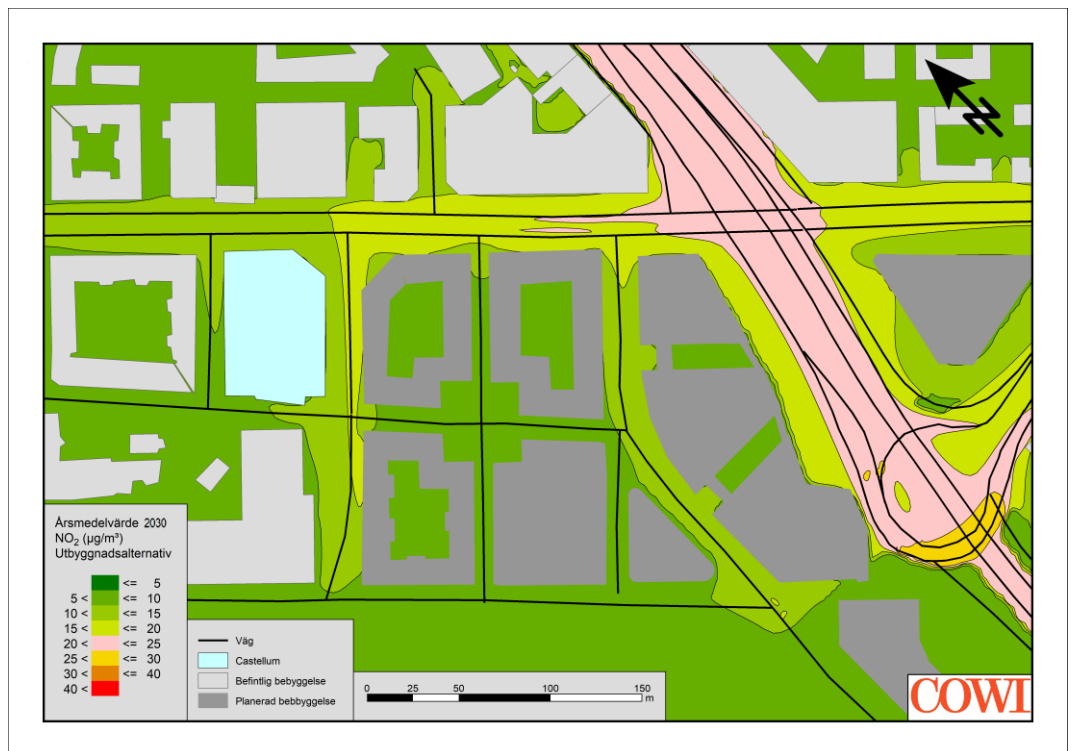 Årsmedelvärde 2030
NO₂ (µg/m³)
Utbyggnadsalternativ
<= 5
5 < <= 10
10 < <= 15
15 < <= 20
20 < <= 25
25 < <= 30
30 < <= 40
40 <
Väg
Castellum
Befintlig bebyggelse
Planerad bebbyggelse
0 25 50 100 150
m
N
COWI